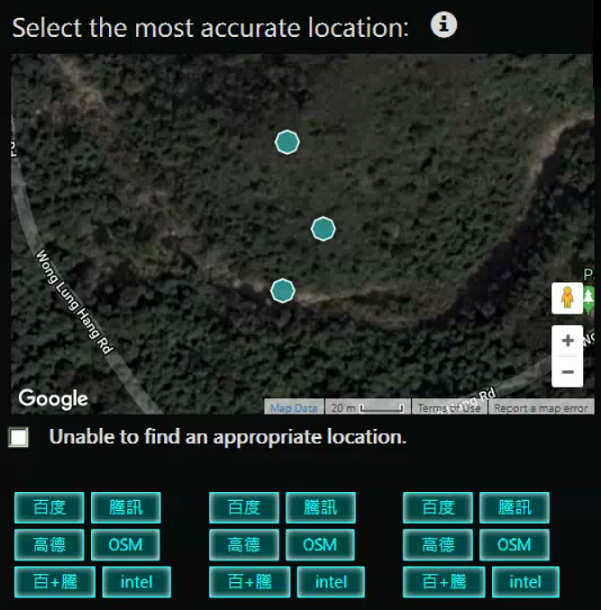 Select the most accurate location:
Rd
Wong Lung Hang Rd
P
Google
Map Data
20 m
Terms of Use
Report a map error
Unable to find an appropriate location.
百度 騰訊 百度 騰訊 百度 騰訊
高德 OSM 高德 OSM 高德 OSM
百+騰 intel 百+騰 intel 百+騰 intel